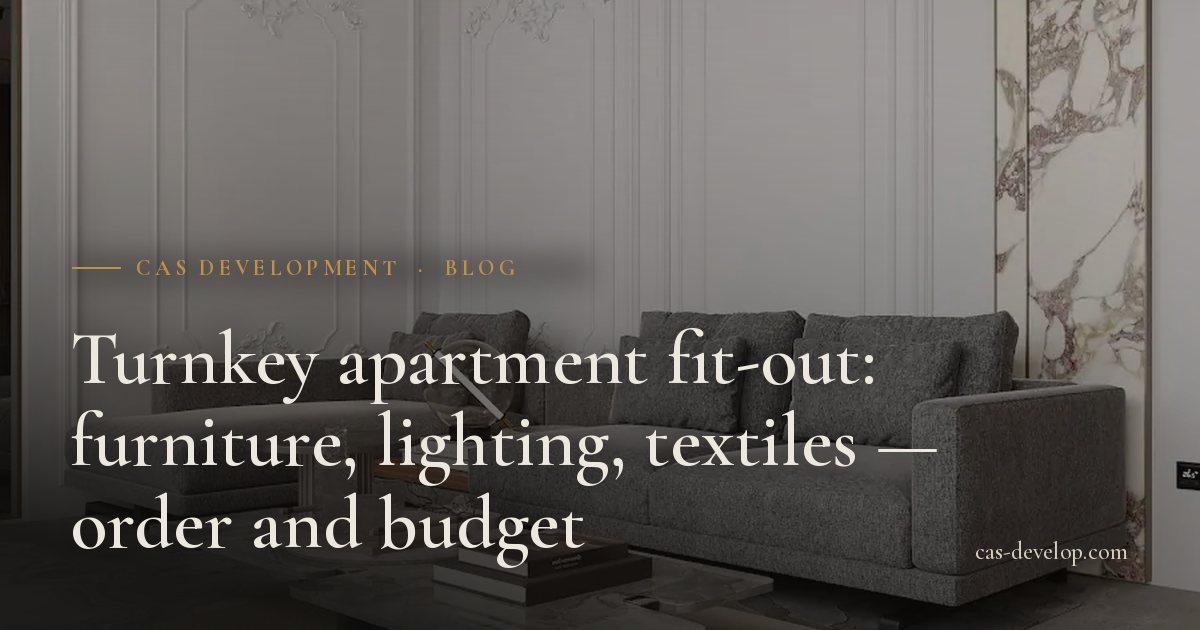 CAS DEVELOPMENT · BLOG
Turnkey apartment fit-out:
furniture, lighting, textiles —
order and budget
cas-develop.com